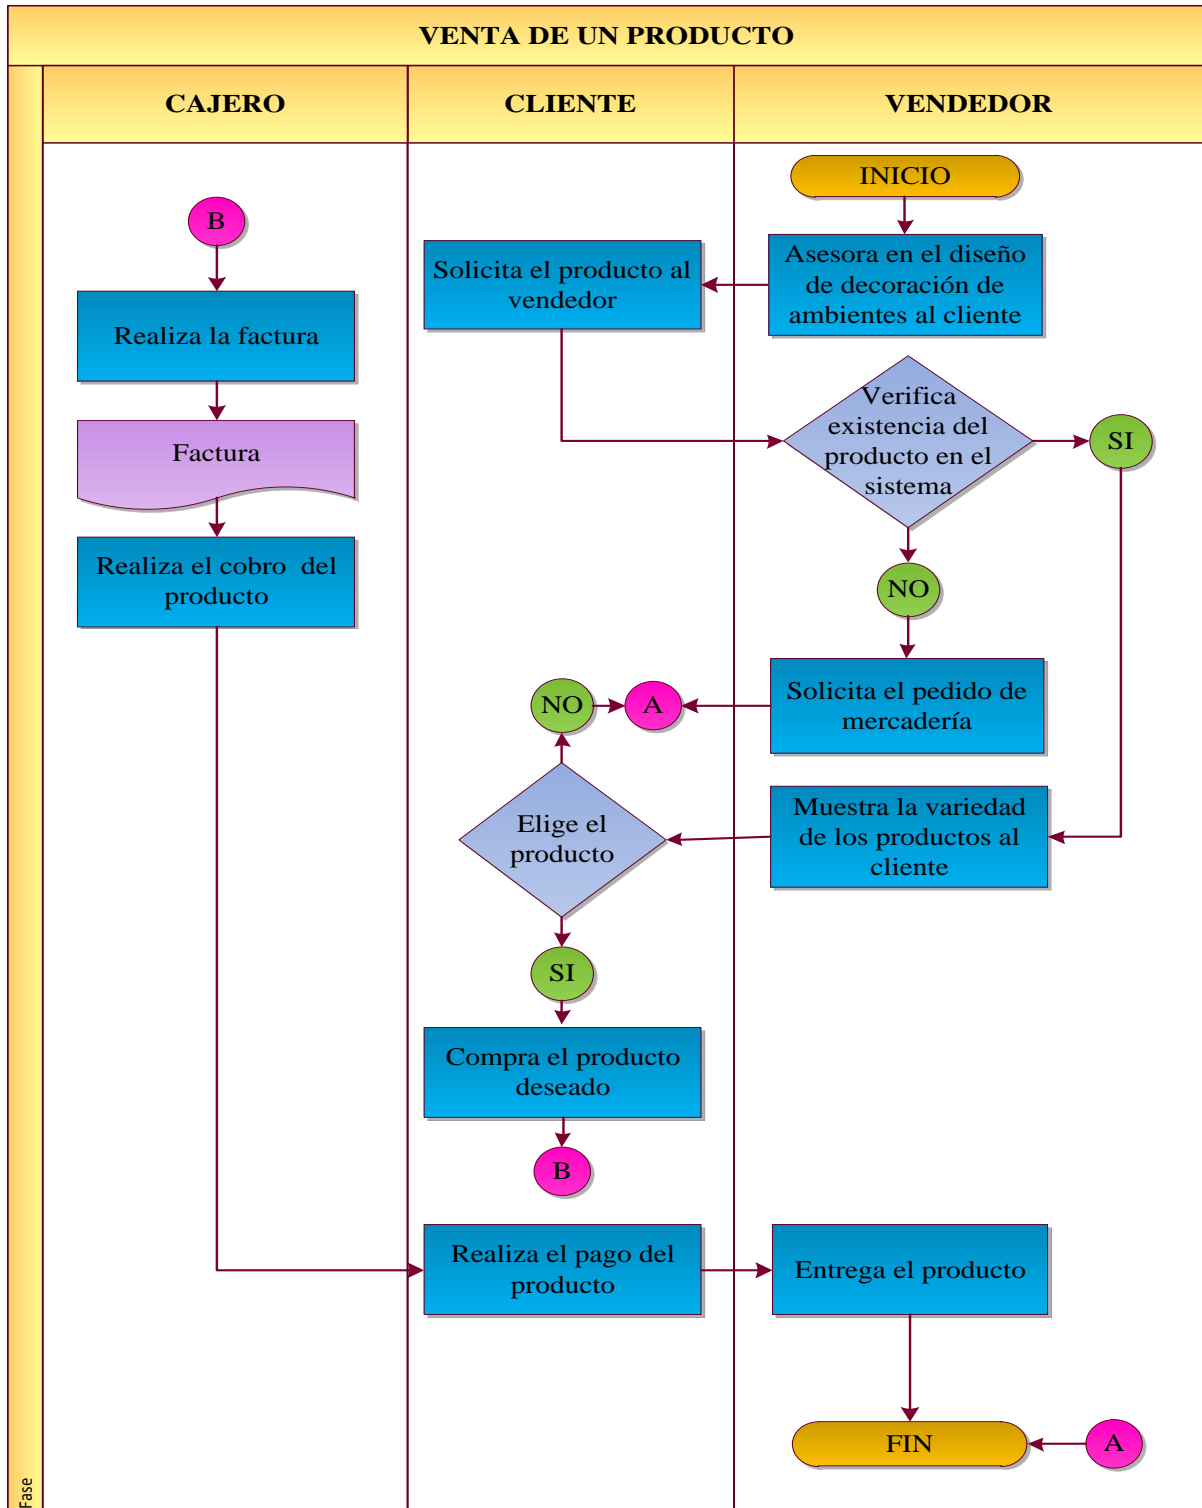 VENTA DE UN PRODUCTO
CAJERO
CLIENTE
VENDEDOR
INICIO
B
Solicita el producto al
vendedor
Asesora en el diseño
de decoración de
ambientes al cliente
Realiza la factura
Verifica
existencia del
producto en el
sistema
SI
Factura
Realiza el cobro del
producto
NO
NO
A
Solicita el pedido de
mercadería
Elige el
producto
Muestra la variedad
de los productos al
cliente
SI
Compra el producto
deseado
B
Realiza el pago del
producto
Entrega el producto
FIN
A
Fase